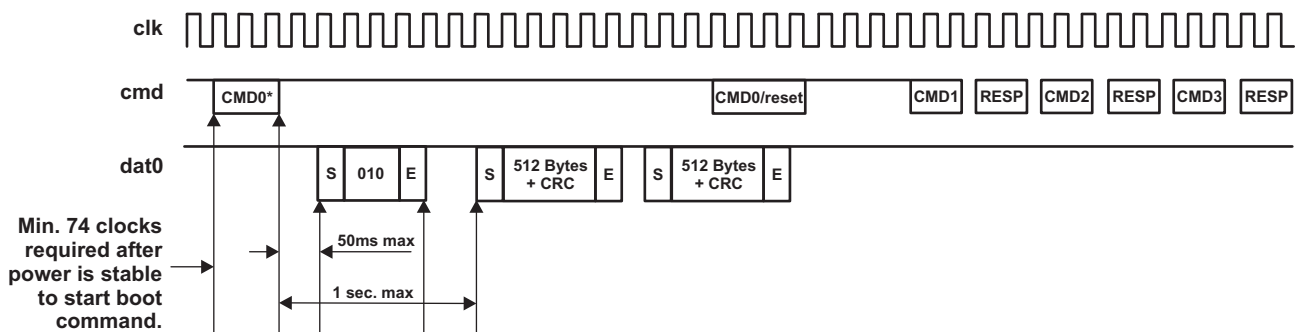 clk
cmd
CMD0*
CMD0/reset
CMD1
RESP
CMD2
RESP
CMD3
RESP
dat0
S
010
E
S
512 Bytes
+ CRC
E
S
512 Bytes
+ CRC
E
Min. 74 clocks
required after
power is stable
to start boot
command.
50ms max
1 sec. max